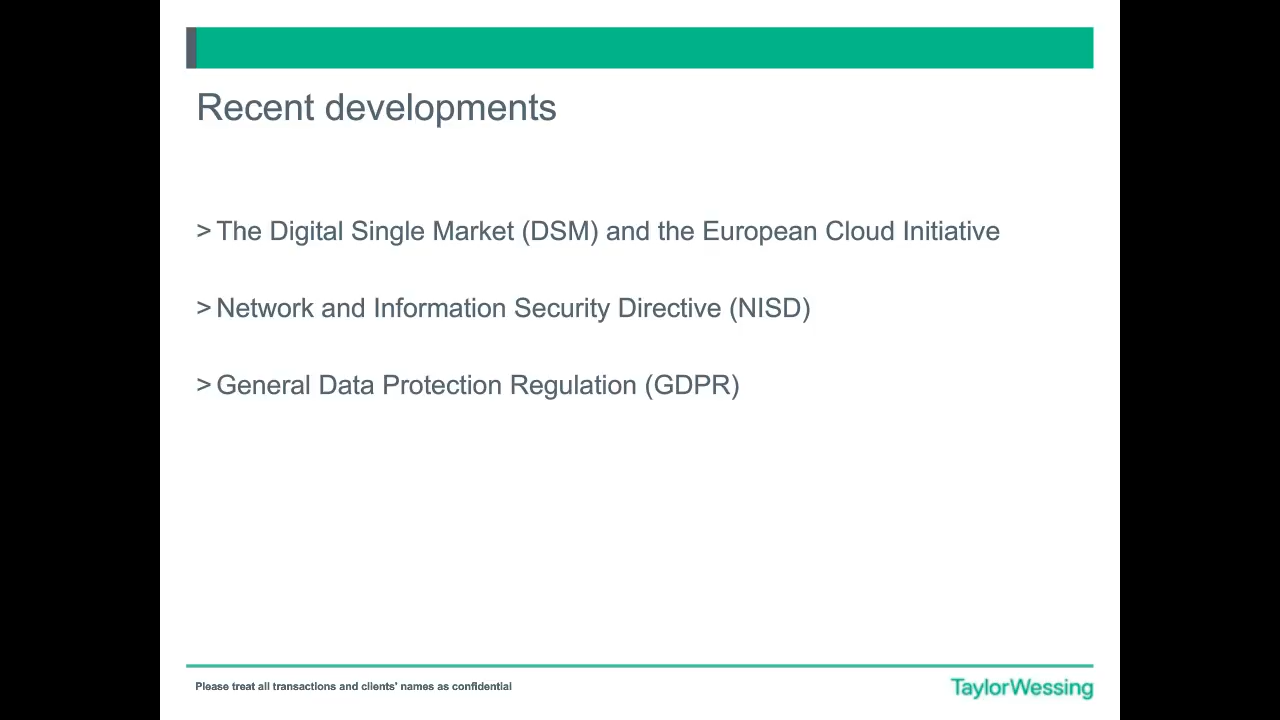 Recent developments
> The Digital Single Market (DSM) and the European Cloud Initiative
> Network and Information Security Directive (NISD)
> General Data Protection Regulation (GDPR)
Please treat all transactions and clients' names as confidential
TaylorWessing